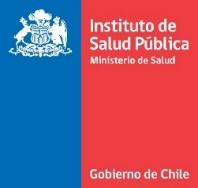 Instituto de
Salud Pública
Ministerio de Salud
Gobierno de Chile